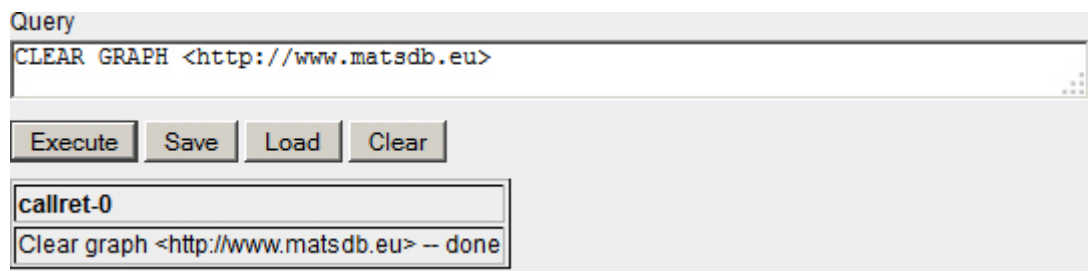 Query
CLEAR GRAPH <http://www.matsdb.eu>
Execute Save Load Clear
callret-0
Clear graph <http://www.matsdb.eu> -- done